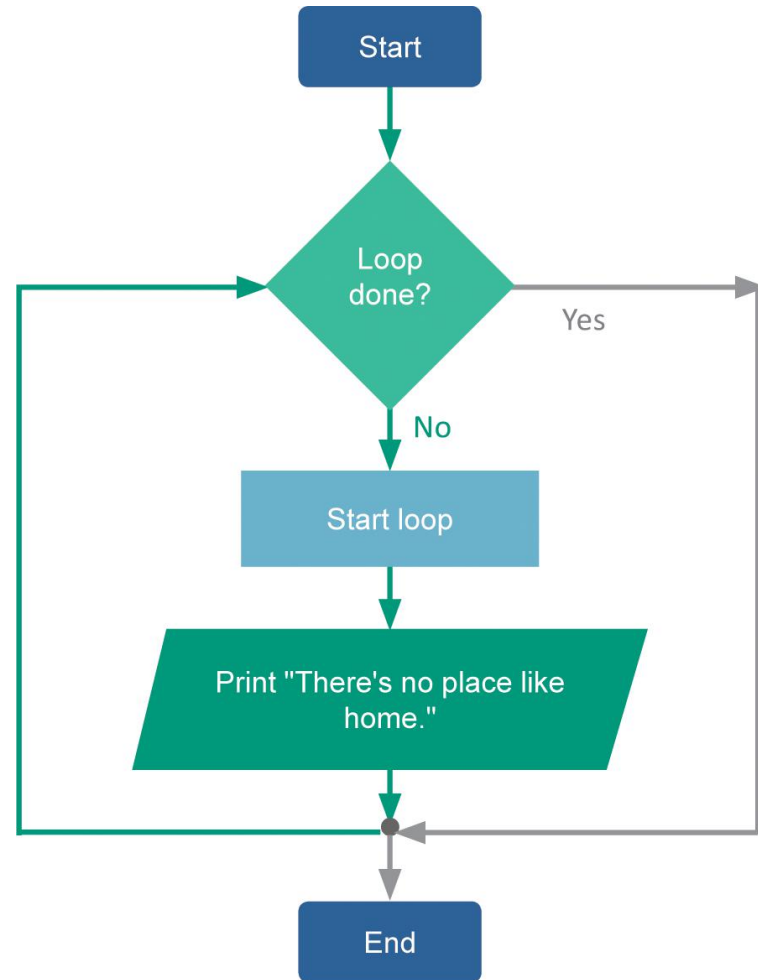 Start
Loop
done?
Yes
No
Start loop
Print "There's no place like
home."
End